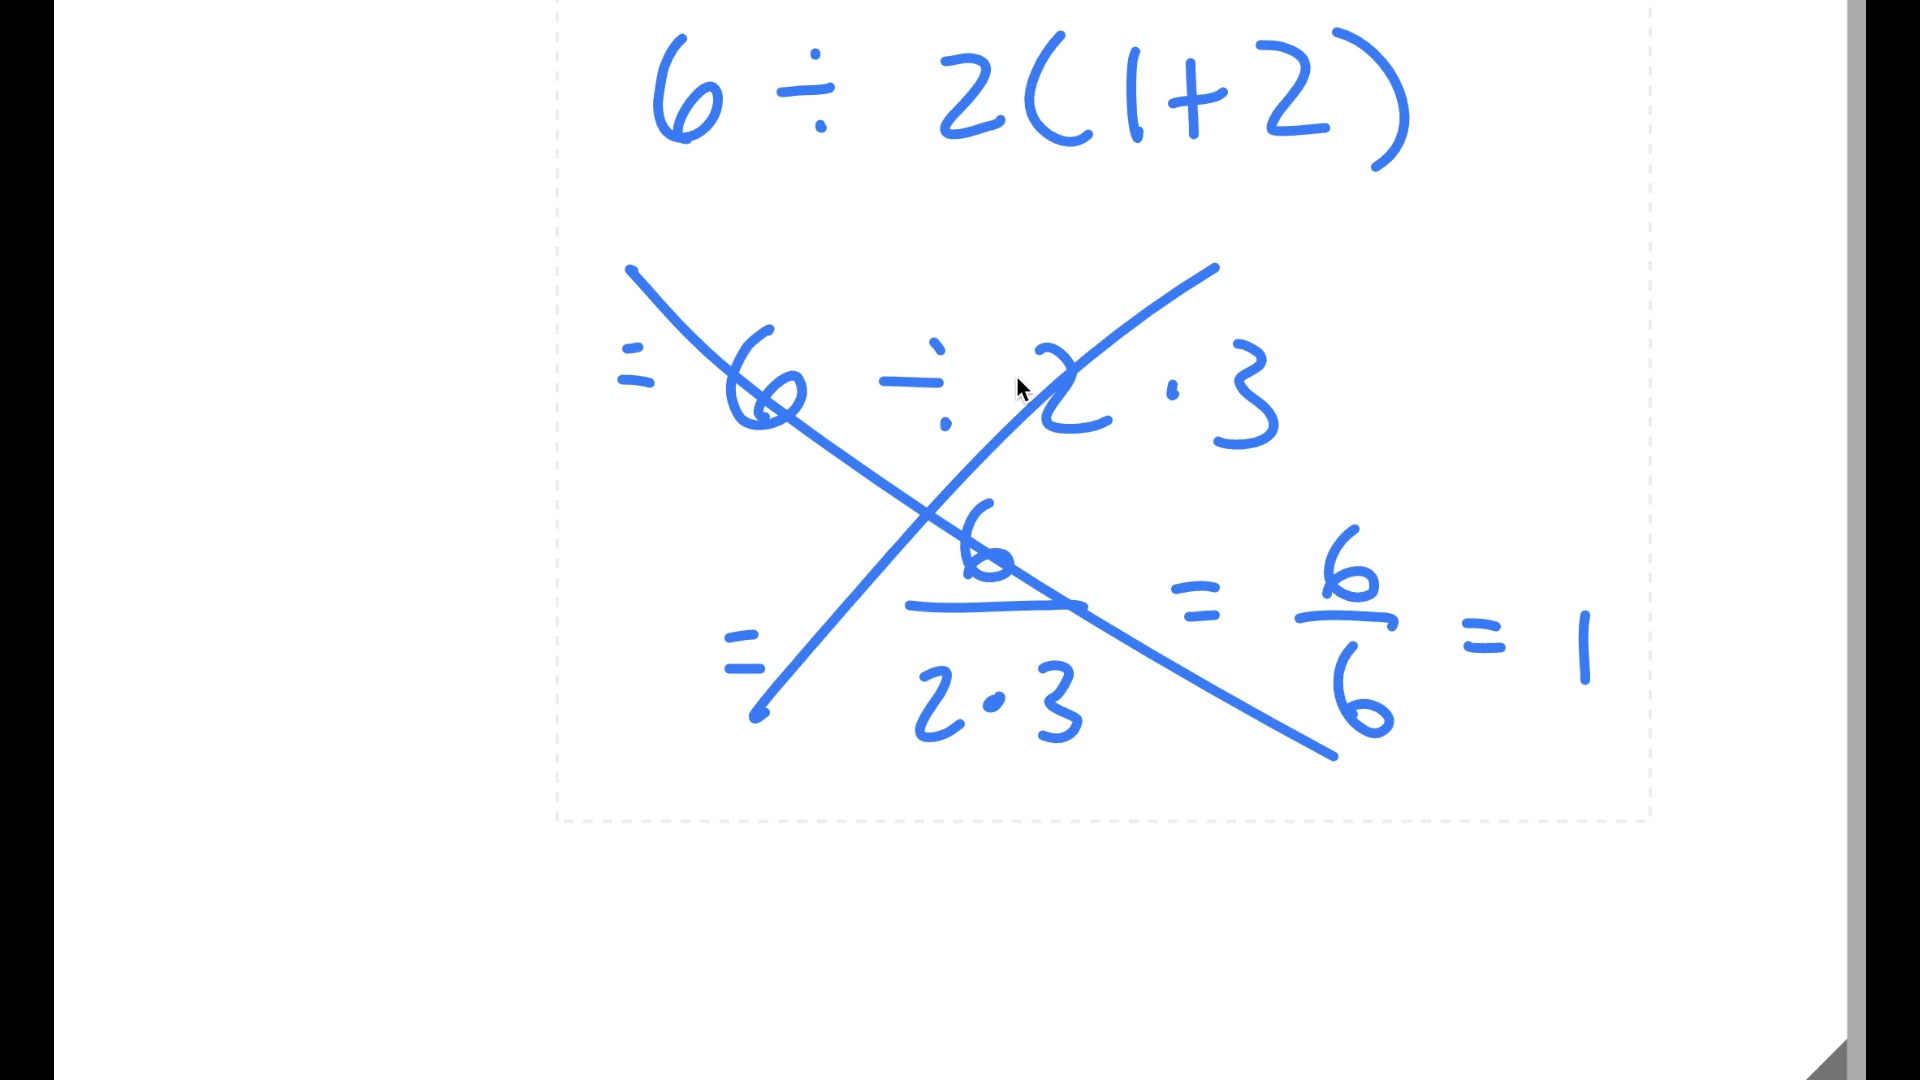 6 ÷ 2(1+2)
= 6 ÷ 2 · 3
= 6/2·3 = 6/6 = 1